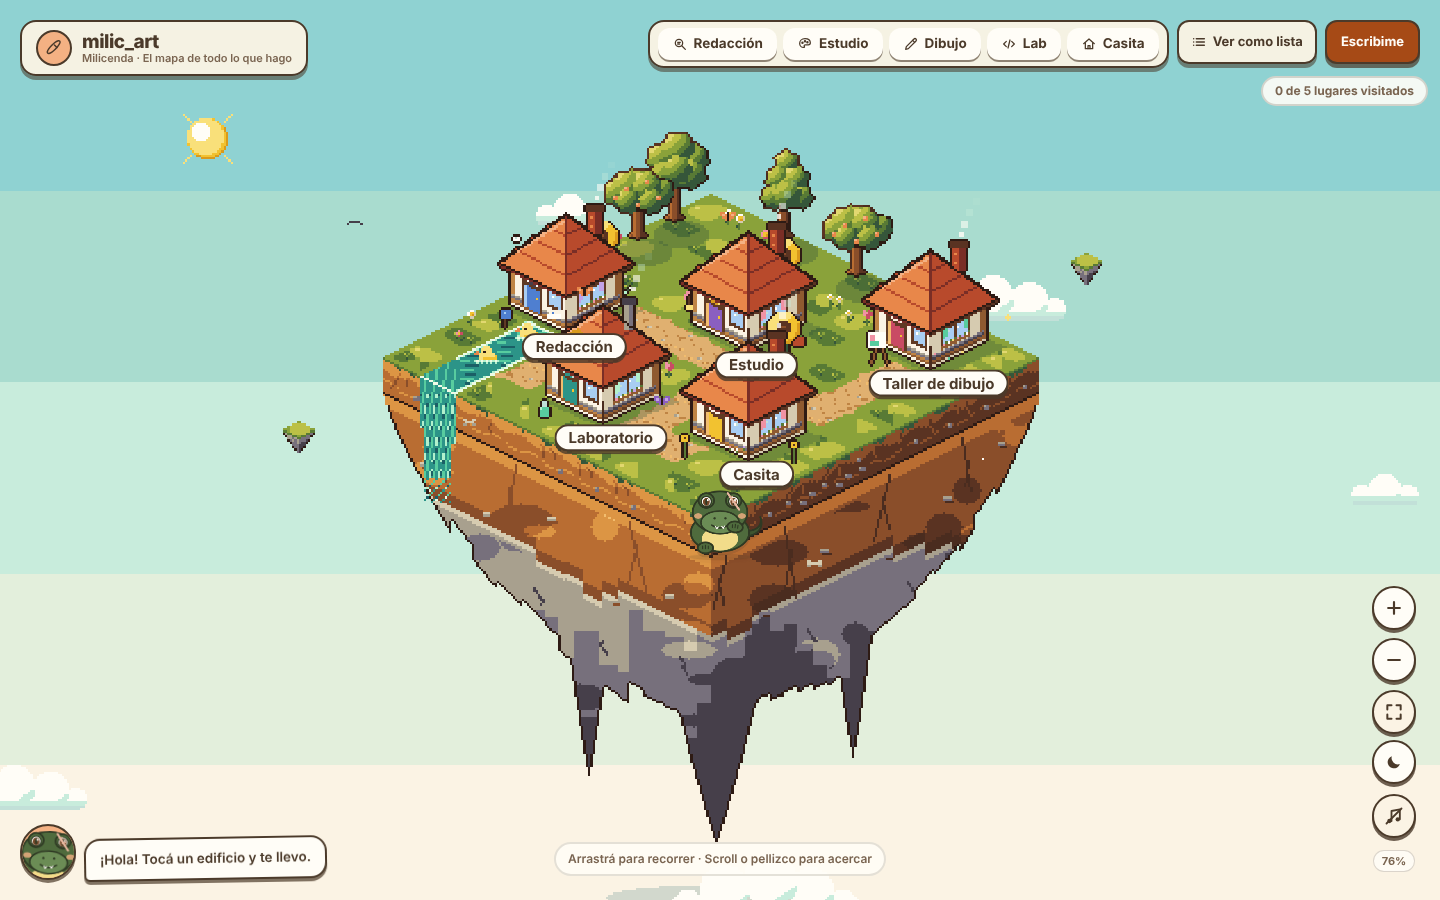 milic_art
Milicenda · El mapa de todo lo que hago
Redacción
Estudio
Dibujo
Lab
Casita
Ver como lista
Escribime
0 de 5 lugares visitados
Redacción
Estudio
Taller de dibujo
Laboratorio
Casita
¡Hola! Tocá un edificio y te llevo.
Arrastrá para recorrer · Scroll o pellizco para acercar
76%